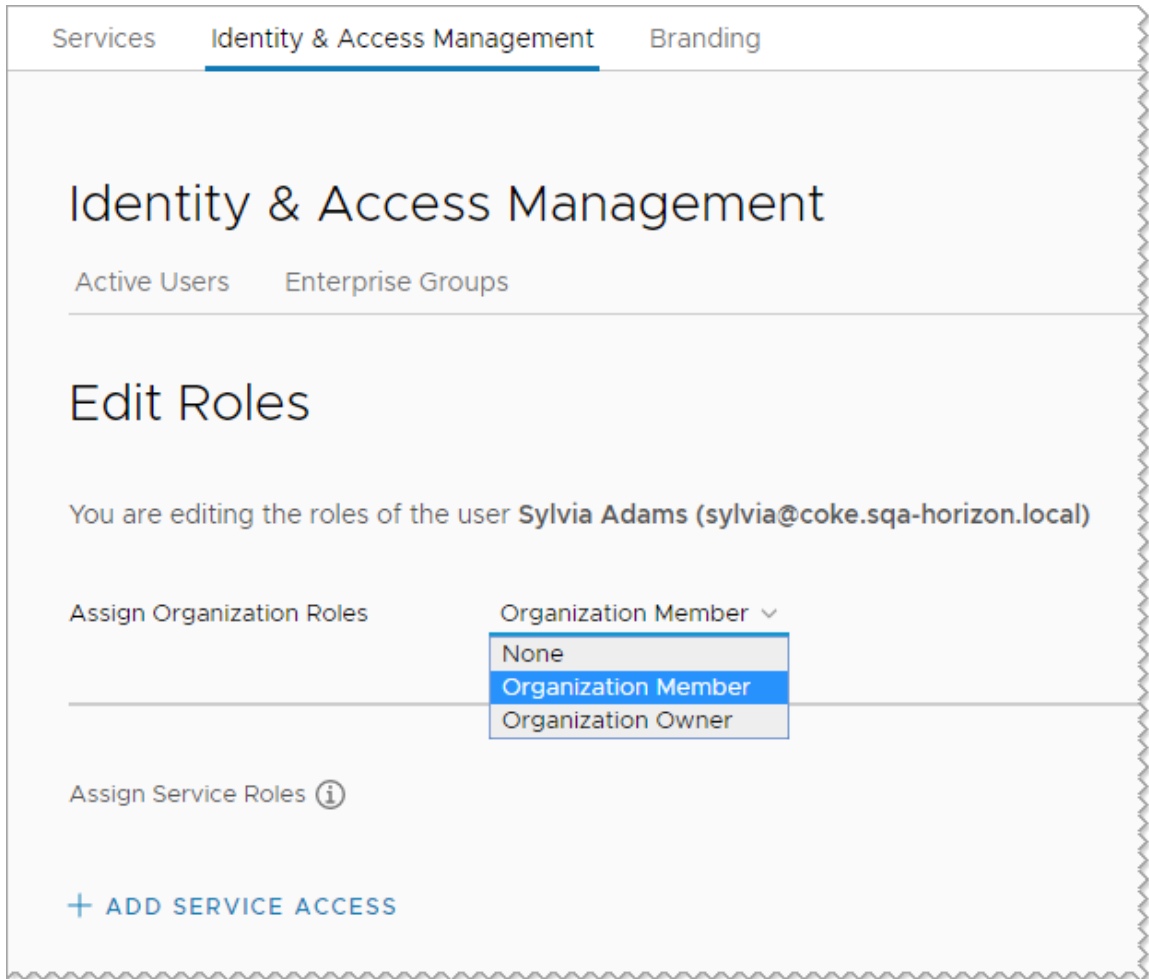 Services Identity & Access Management Branding
Identity & Access Management
Active Users Enterprise Groups
Edit Roles
You are editing the roles of the user Sylvia Adams (sylvia@coke.sqa-horizon.local)
Assign Organization Roles Organization Member
None
Organization Member
Organization Owner
Assign Service Roles
+ ADD SERVICE ACCESS